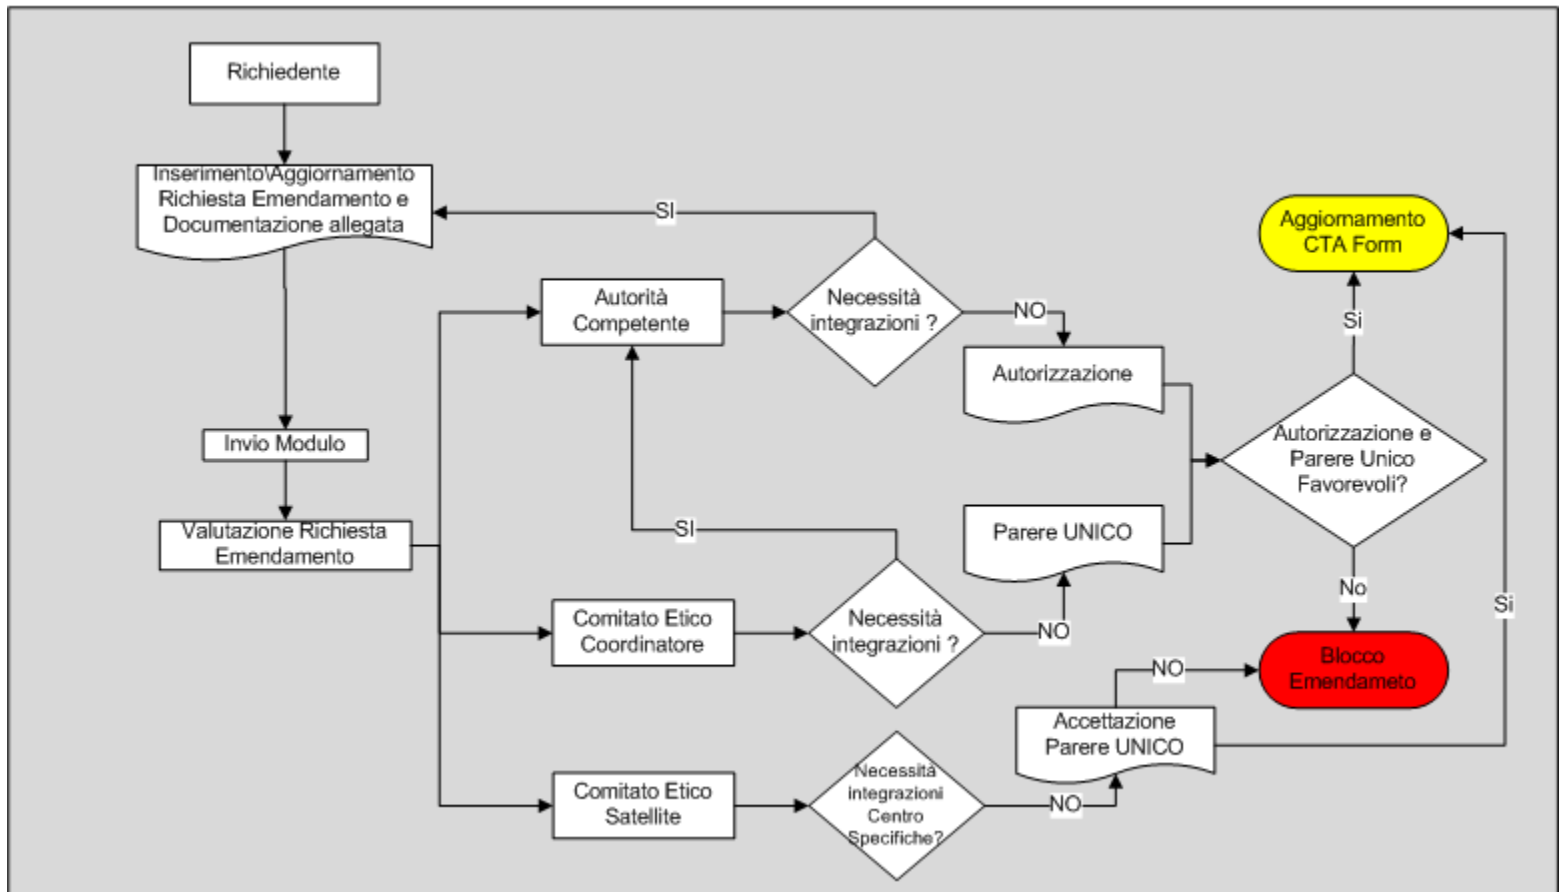 Richiedente
Inserimento\Aggiornamento
Richiesta Emendamento e
Documentazione allegata
SI
Aggiornamento
CTA Form
Autorità
Competente
Necessità
integrazioni ?
NO
Si
Autorizzazione
Invio Modulo
Autorizzazione e
Parere Unico
Favorevoli?
Valutazione Richiesta
Emendamento
SI
Parere UNICO
No
Si
Comitato Etico
Coordinatore
Necessità
integrazioni ?
NO
Blocco
Emendameto
NO
Accettazione
Parere UNICO
Comitato Etico
Satellite
Necessità
integrazioni
Centro
Specifiche?
NO